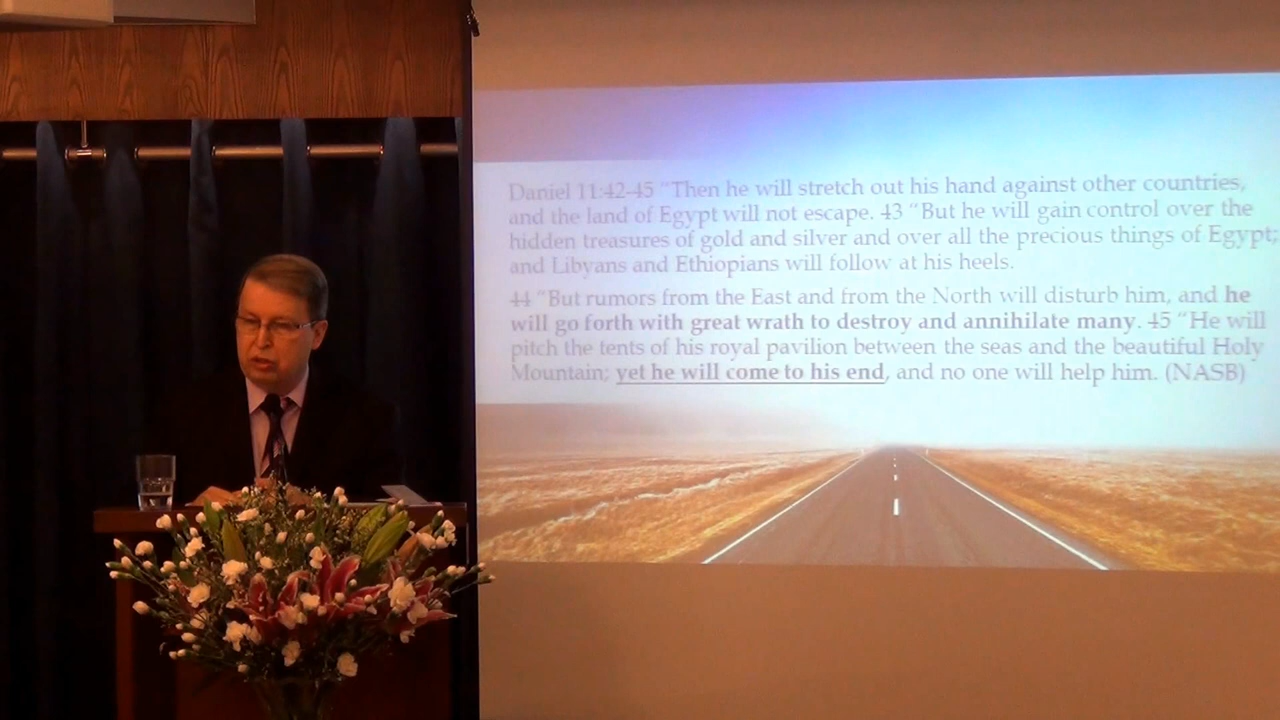 Daniel 11:42-45 “Then he will stretch out his hand against other countries,
and the land of Egypt will not escape. 43 “But he will gain control over the
hidden treasures of gold and silver and over all the precious things of Egypt;
and Libyans and Ethiopians will follow at his heels.
44 “But rumors from the East and from the North will disturb him, and he
will go forth with great wrath to destroy and annihilate many. 45 “He will
pitch the tents of his royal pavilion between the seas and the beautiful Holy
Mountain; yet he will come to his end, and no one will help him. (NASB)